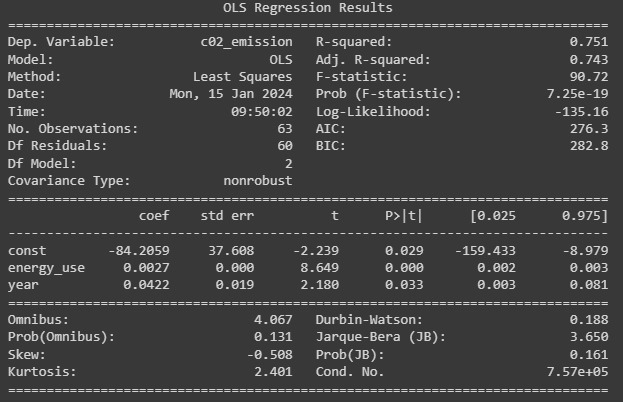 OLS Regression Results
==============================================================================
Dep. Variable:           c02_emission   R-squared:                       0.751
Model:                            OLS   Adj. R-squared:                  0.743
Method:                 Least Squares   F-statistic:                     90.72
Date:                Mon, 15 Jan 2024   Prob (F-statistic):           7.25e-19
Time:                        09:50:02   Log-Likelihood:                -135.16
No. Observations:                  63   AIC:                             276.3
Df Residuals:                      60   BIC:                             282.8
Df Model:                           2
Covariance Type:            nonrobust
==============================================================================
                 coef    std err          t      P>|t|      [0.025      0.975]
------------------------------------------------------------------------------
const        -84.2059     37.608     -2.239      0.029    -159.433      -8.979
energy_use     0.0027      0.000      8.649      0.000       0.002       0.003
year           0.0422      0.019      2.180      0.033       0.003       0.081
==============================================================================
Omnibus:                        4.067   Durbin-Watson:                   0.188
Prob(Omnibus):                  0.131   Jarque-Bera (JB):                3.650
Skew:                          -0.508   Prob(JB):                        0.161
Kurtosis:                       2.401   Cond. No.                     7.57e+05
==============================================================================